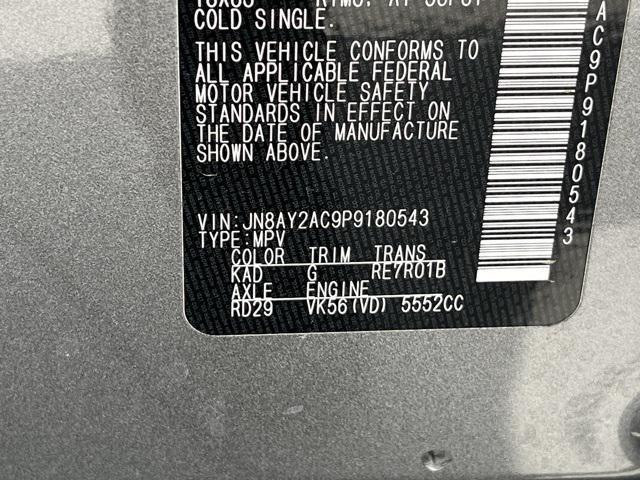 COLD SINGLE.
THIS VEHICLE CONFORMS TO
ALL APPLICABLE FEDERAL
MOTOR VEHICLE SAFETY
STANDARDS IN EFFECT ON
THE DATE OF MANUFACTURE
SHOWN ABOVE.
VIN:JN8AY2AC9P9180543
TYPE:MPV
COLOR TRIM TRANS
KAD G RE7R01B
AXLE ENGINE
RD29 VK56(VD) 5552CC
AC9P9180543